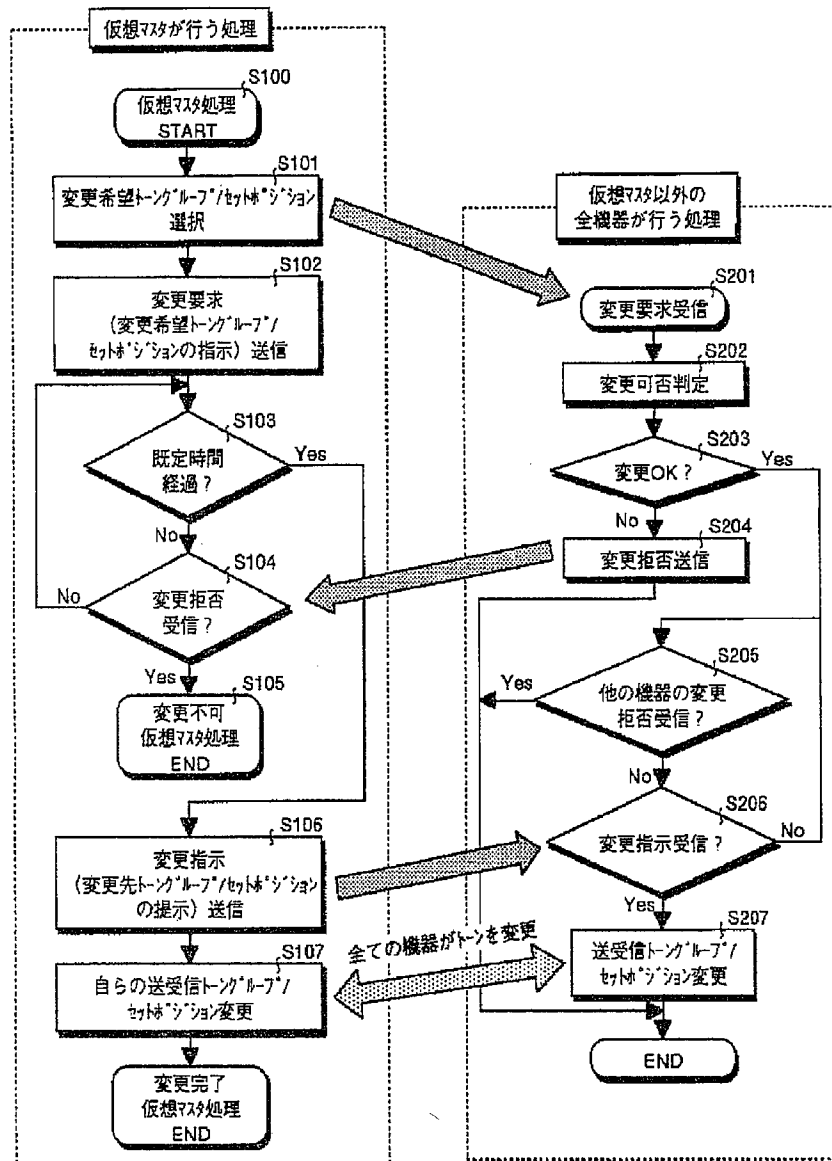 仮想ﾏｽﾀが行う処理
S100
仮想ﾏｽﾀ処理
START
S101
変更希望ﾄｰﾝｸﾞﾙｰﾌﾟ/ｾｯﾄﾎﾟｼﾞｼｮﾝ
選択
S102
変更要求
(変更希望ﾄｰﾝｸﾞﾙｰﾌﾟ/
ｾｯﾄﾎﾟｼﾞｼｮﾝの指示) 送信
S103
既定時間
経過?
Yes
No
S104
変更拒否
受信?
No
Yes
S105
変更不可
仮想ﾏｽﾀ処理
END
S106
変更指示
(変更先ﾄｰﾝｸﾞﾙｰﾌﾟ/ｾｯﾄﾎﾟｼﾞｼｮﾝ
の提示) 送信
S107
自らの送受信ﾄｰﾝｸﾞﾙｰﾌﾟ/
ｾｯﾄﾎﾟｼﾞｼｮﾝ変更
変更完了
仮想ﾏｽﾀ処理
END
仮想ﾏｽﾀ以外の
全機器が行う処理
S201
変更要求受信
S202
変更可否判定
S203
変更OK?
Yes
No
S204
変更拒否送信
S205
他の機器の変更
拒否受信?
Yes
No
S206
変更指示受信?
No
Yes
S207
送受信ﾄｰﾝｸﾞﾙｰﾌﾟ/
ｾｯﾄﾎﾟｼﾞｼｮﾝ変更
全ての機器がﾄｰﾝを変更
END